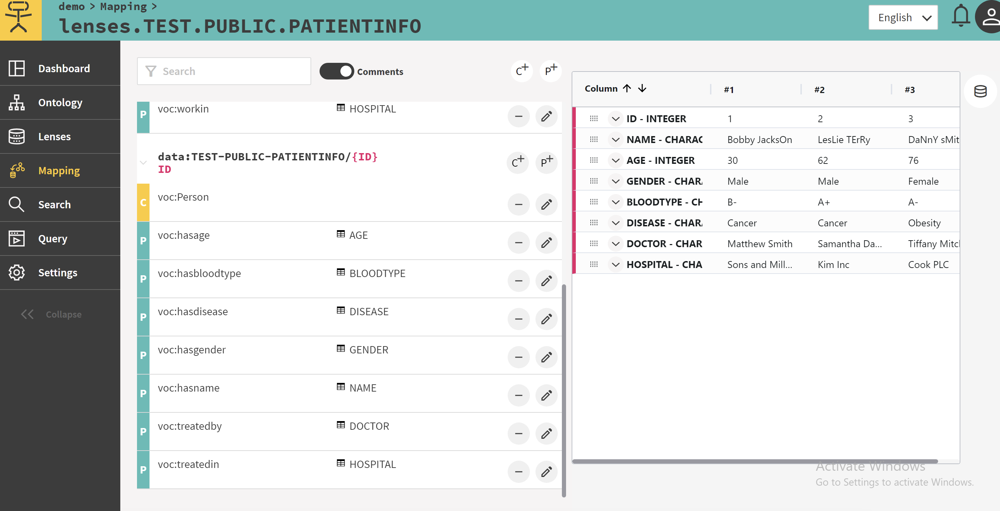 demo > Mapping >
lenses.TEST.PUBLIC.PATIENTINFO
English
Dashboard
Ontology
Lenses
Mapping
Search
Query
Settings
Collapse
Search
Comments
C+
P+
P
voc:workin
HOSPITAL
data:TEST-PUBLIC-PATIENTINFO/{ID}
ID
C+
P+
C
voc:Person
P
voc:hasage
AGE
P
voc:hasbloodtype
BLOODTYPE
P
voc:hasdisease
DISEASE
P
voc:hasgender
GENDER
P
voc:hasname
NAME
P
voc:treatedby
DOCTOR
P
voc:treatedin
HOSPITAL
Column #1 #2 #3
ID - INTEGER 1 2 3
NAME - CHARAC Bobby JacksOn LesLie TErRy DaNnY sMit
AGE - INTEGER 30 62 76
GENDER - CHAR Male Male Female
BLOODTYPE - CH B- A+ A-
DISEASE - CHAR Cancer Cancer Obesity
DOCTOR - CHAR Matthew Smith Samantha Da... Tiffany Mitc
HOSPITAL - CHA Sons and Mill... Kim Inc Cook PLC
Activate Windows
Go to Settings to activate Windows.